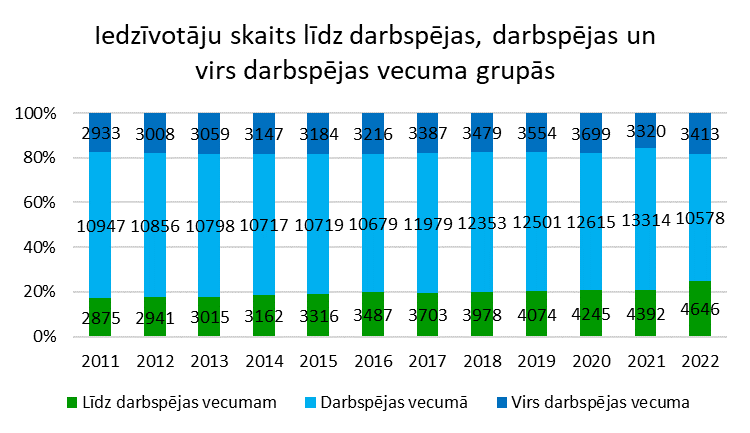 Iedzīvotāju skaits līdz darbspējas, darbspējas un
virs darbspējas vecuma grupās
100%
2933 3008 3059 3147 3184 3216 3387 3479 3554 3699 3320 3413
80%
60%
10947 10856 10798 10717 10719 10679 11979 12353 12501 12615 13314 10578
40%
20%
2875 2941 3015 3162 3316 3487 3703 3978 4074 4245 4392 4646
0%
2011 2012 2013 2014 2015 2016 2017 2018 2019 2020 2021 2022
Līdz darbspējas vecumam Darbspējas vecumā Virs darbspējas vecuma